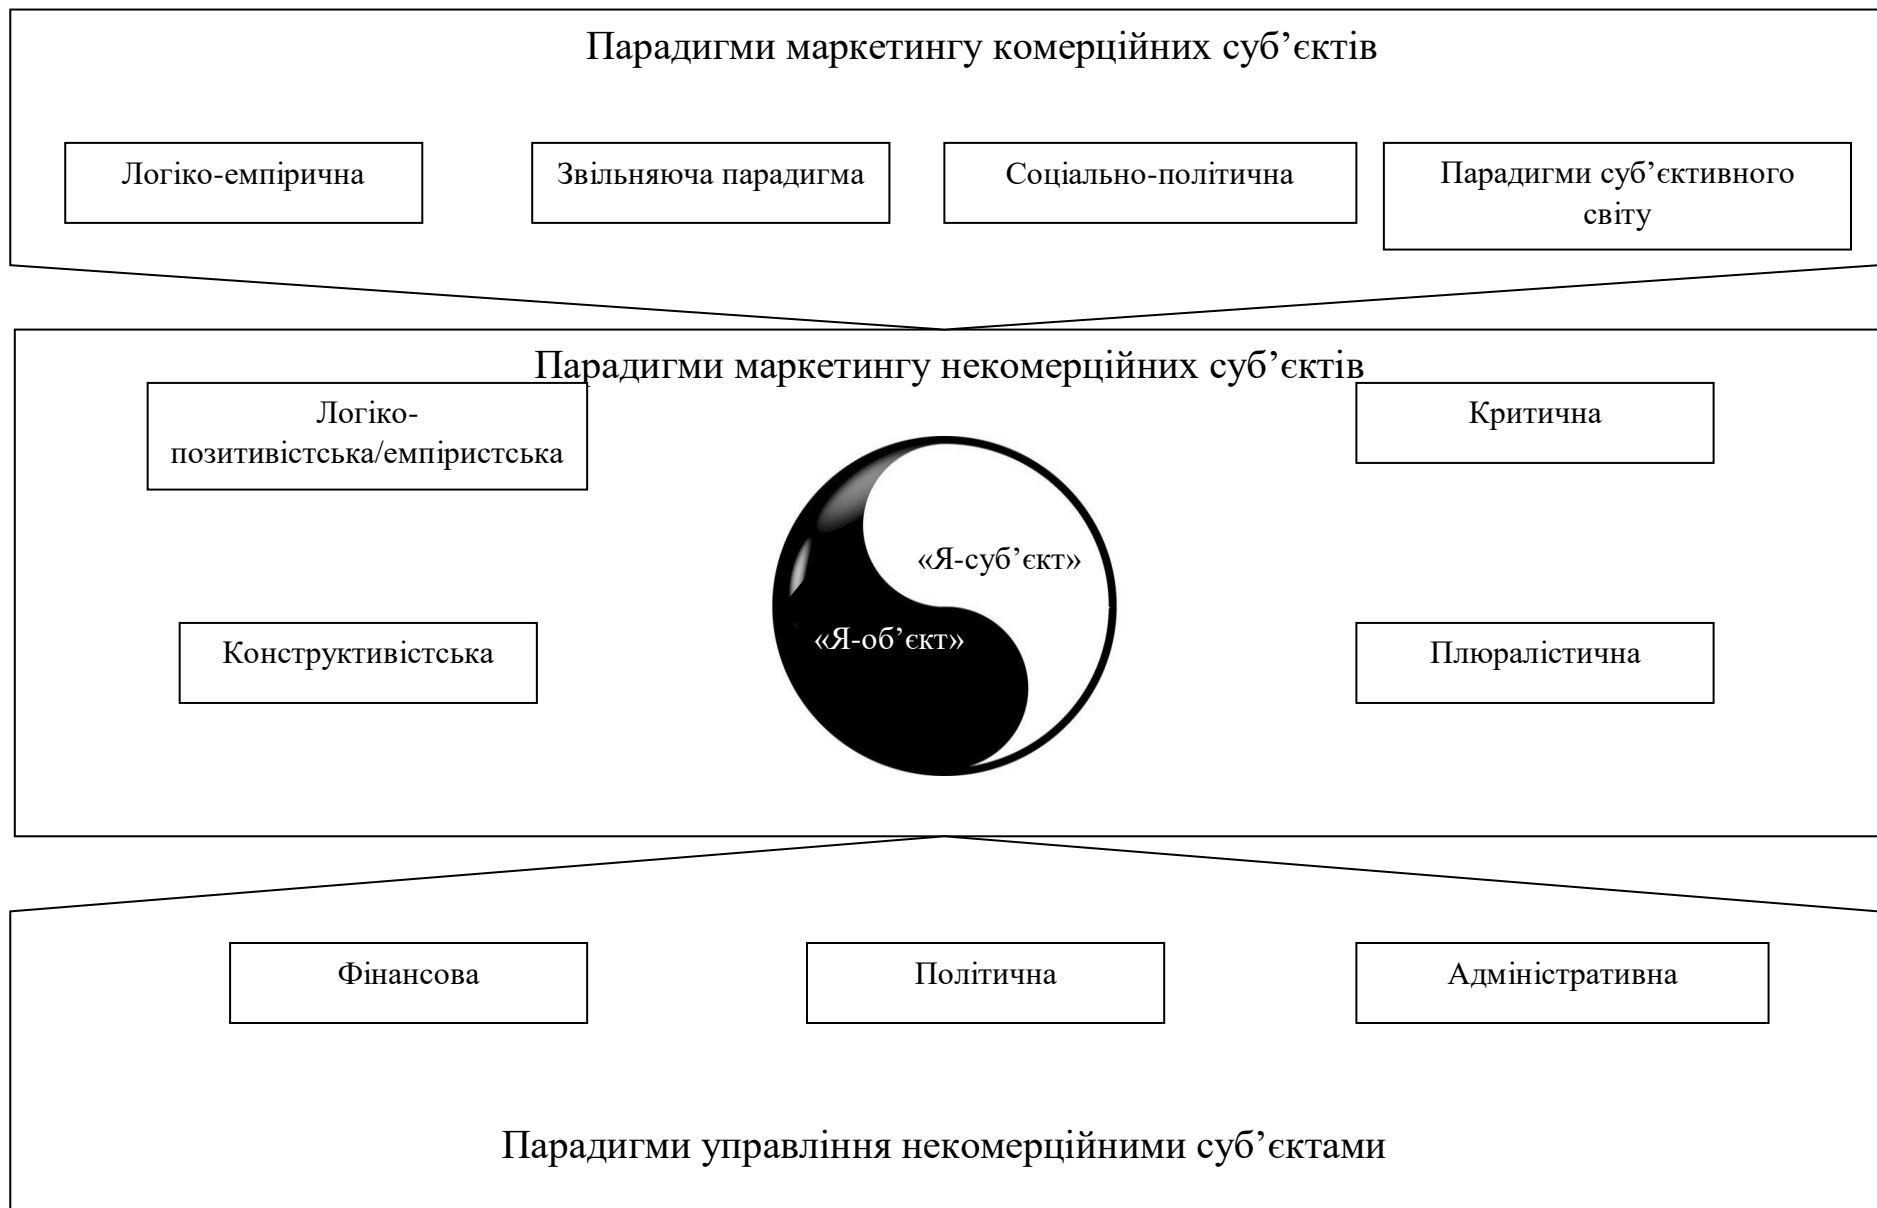 Парадигми маркетингу комерційних суб’єктів
Логіко-емпірична
Звільняюча парадигма
Соціально-політична
Парадигми суб’єктивного
світу
Парадигми маркетингу некомерційних суб’єктів
Логіко-
позитивістська/емпіристська
Критична
«Я-суб’єкт»
«Я-об’єкт»
Конструктивістська
Плюралістична
Фінансова
Політична
Адміністративна
Парадигми управління некомерційними суб’єктами